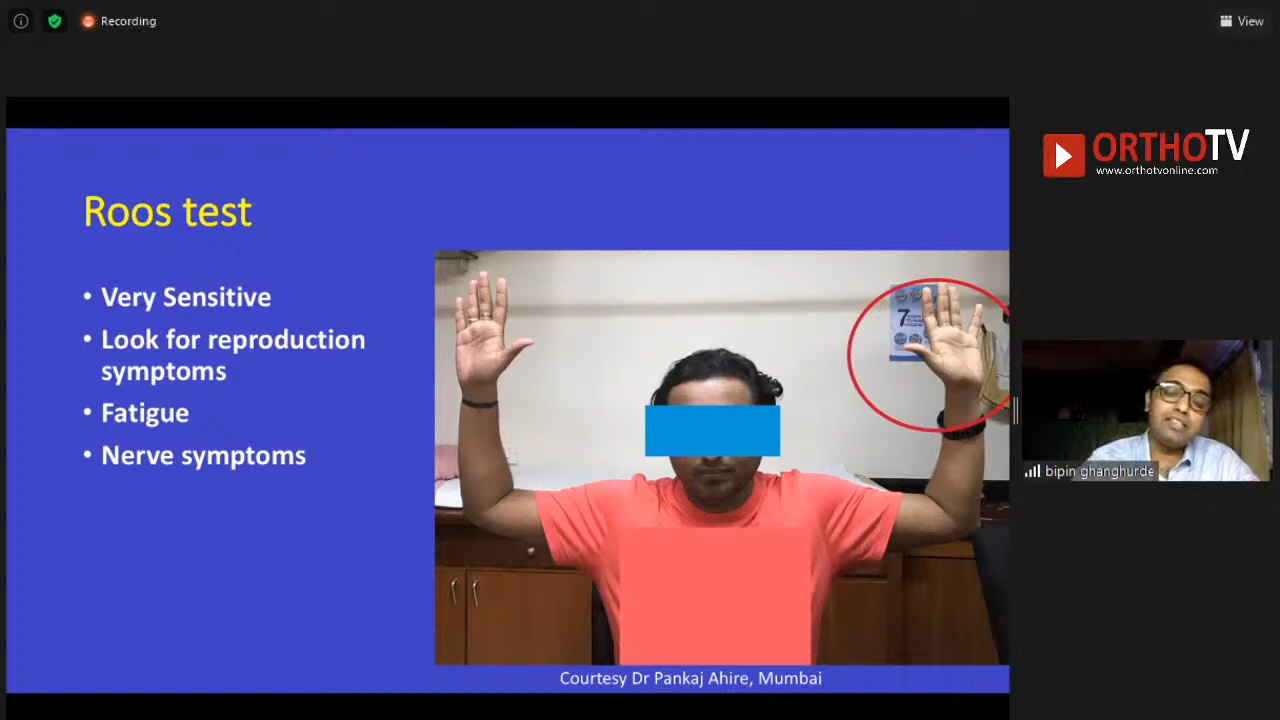 Recording
View
ORTHOTV
www.orthotvonline.com
Roos test
• Very Sensitive
• Look for reproduction
symptoms
• Fatigue
• Nerve symptoms
7
bipin ghanghurde
Courtesy Dr Pankaj Ahire, Mumbai